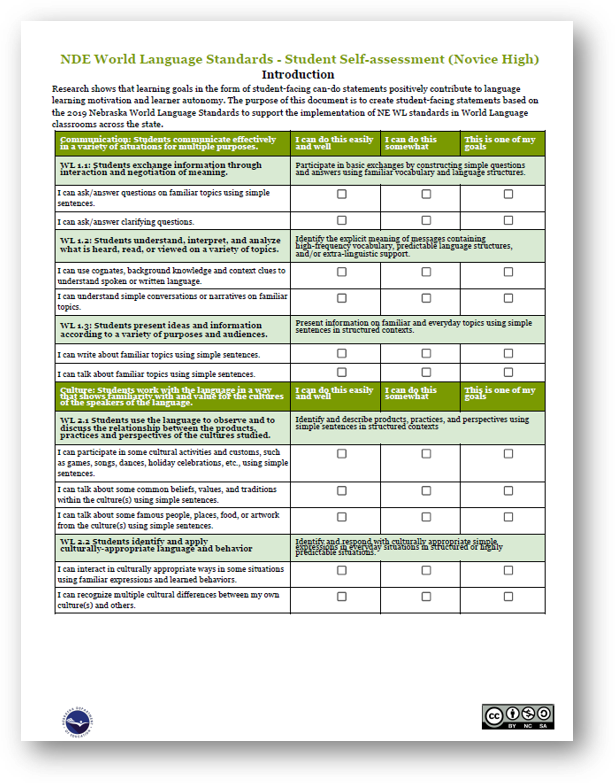 NDE World Language Standards - Student Self-assessment (Novice High)
Introduction
Research shows that learning goals in the form of student-facing can-do statements positively contribute to language
learning motivation and learner autonomy. The purpose of this document is to create student-facing statements based on
the 2019 Nebraska World Language Standards to support the implementation of NE WL standards in World Language
classrooms across the state.
Communication: Students communicate effectively
in a variety of situations for multiple purposes.
I can do this easily
and well
I can do this
somewhat
This is one of my
goals
WL 1.1: Students exchange information through
interaction and negotiation of meaning.
Participate in basic exchanges by constructing simple questions
and answers using familiar vocabulary and language structures.
I can ask/answer questions on familiar topics using simple
sentences.
I can ask/answer clarifying questions.
WL 1.2: Students understand, interpret, and analyze
what is heard, read, or viewed on a variety of topics.
Identify the explicit meaning of messages containing
high-frequency vocabulary, predictable language structures,
and/or extra-linguistic support.
I can use cognates, background knowledge and context clues to
understand spoken or written language.
I can understand simple conversations or narratives on familiar
topics.
WL 1.3: Students present ideas and information
according to a variety of purposes and audiences.
Present information on familiar and everyday topics using simple
sentences in structured contexts.
I can write about familiar topics using simple sentences.
I can talk about familiar topics using simple sentences.
Culture: Students work with the language in a way
that shows familiarity with and value for the cultures
of the speakers of the language.
I can do this easily
and well
I can do this
somewhat
This is one of my
goals
WL 2.1 Students use the language to observe and to
discuss the relationship between the products,
practices and perspectives of the cultures studied.
Identify and describe products, practices, and perspectives using
simple sentences in structured contexts
I can participate in some cultural activities and customs, such
as games, songs, dances, holiday celebrations, etc., using simple
sentences.
I can talk about some common beliefs, values, and traditions
within the culture(s) using simple sentences.
I can talk about some famous people, places, food, or artwork
from the culture(s) using simple sentences.
WL 2.2 Students identify and apply
culturally-appropriate language and behavior
Identify and respond with culturally appropriate simple
expressions in everyday situations in structured or highly
predictable situations.
I can interact in culturally appropriate ways in some situations
using familiar expressions and learned behaviors.
I can recognize multiple cultural differences between my own
culture(s) and others.
NEBRASKA DEPARTMENT
OF EDUCATION
cc
BY NC SA